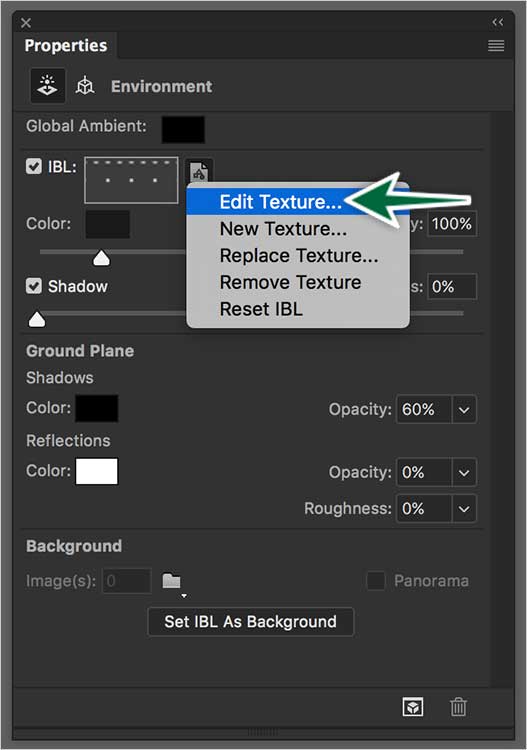 Properties
Environment
Global Ambient:
IBL:
Edit Texture...
New Texture...
Replace Texture...
Remove Texture
Reset IBL
Color: y: 100%
Shadow s: 0%
Ground Plane
Shadows
Color: Opacity: 60%
Reflections
Color: Opacity: 0%
Roughness: 0%
Background
Image(s): 0 Panorama
Set IBL As Background